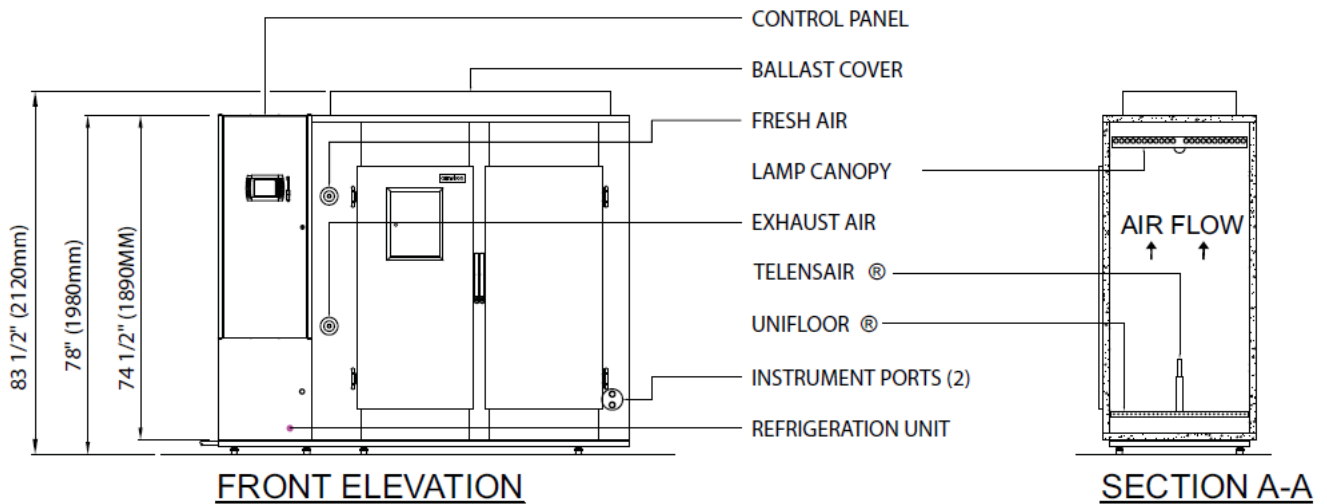 CONTROL PANEL
BALLAST COVER
FRESH AIR
LAMP CANOPY
EXHAUST AIR
TELENSAIR ®
UNIFLOOR ®
INSTRUMENT PORTS (2)
REFRIGERATION UNIT
83 1/2" (2120mm)
78" (1980mm)
74 1/2" (1890MM)
AIR FLOW
FRONT ELEVATION
SECTION A-A